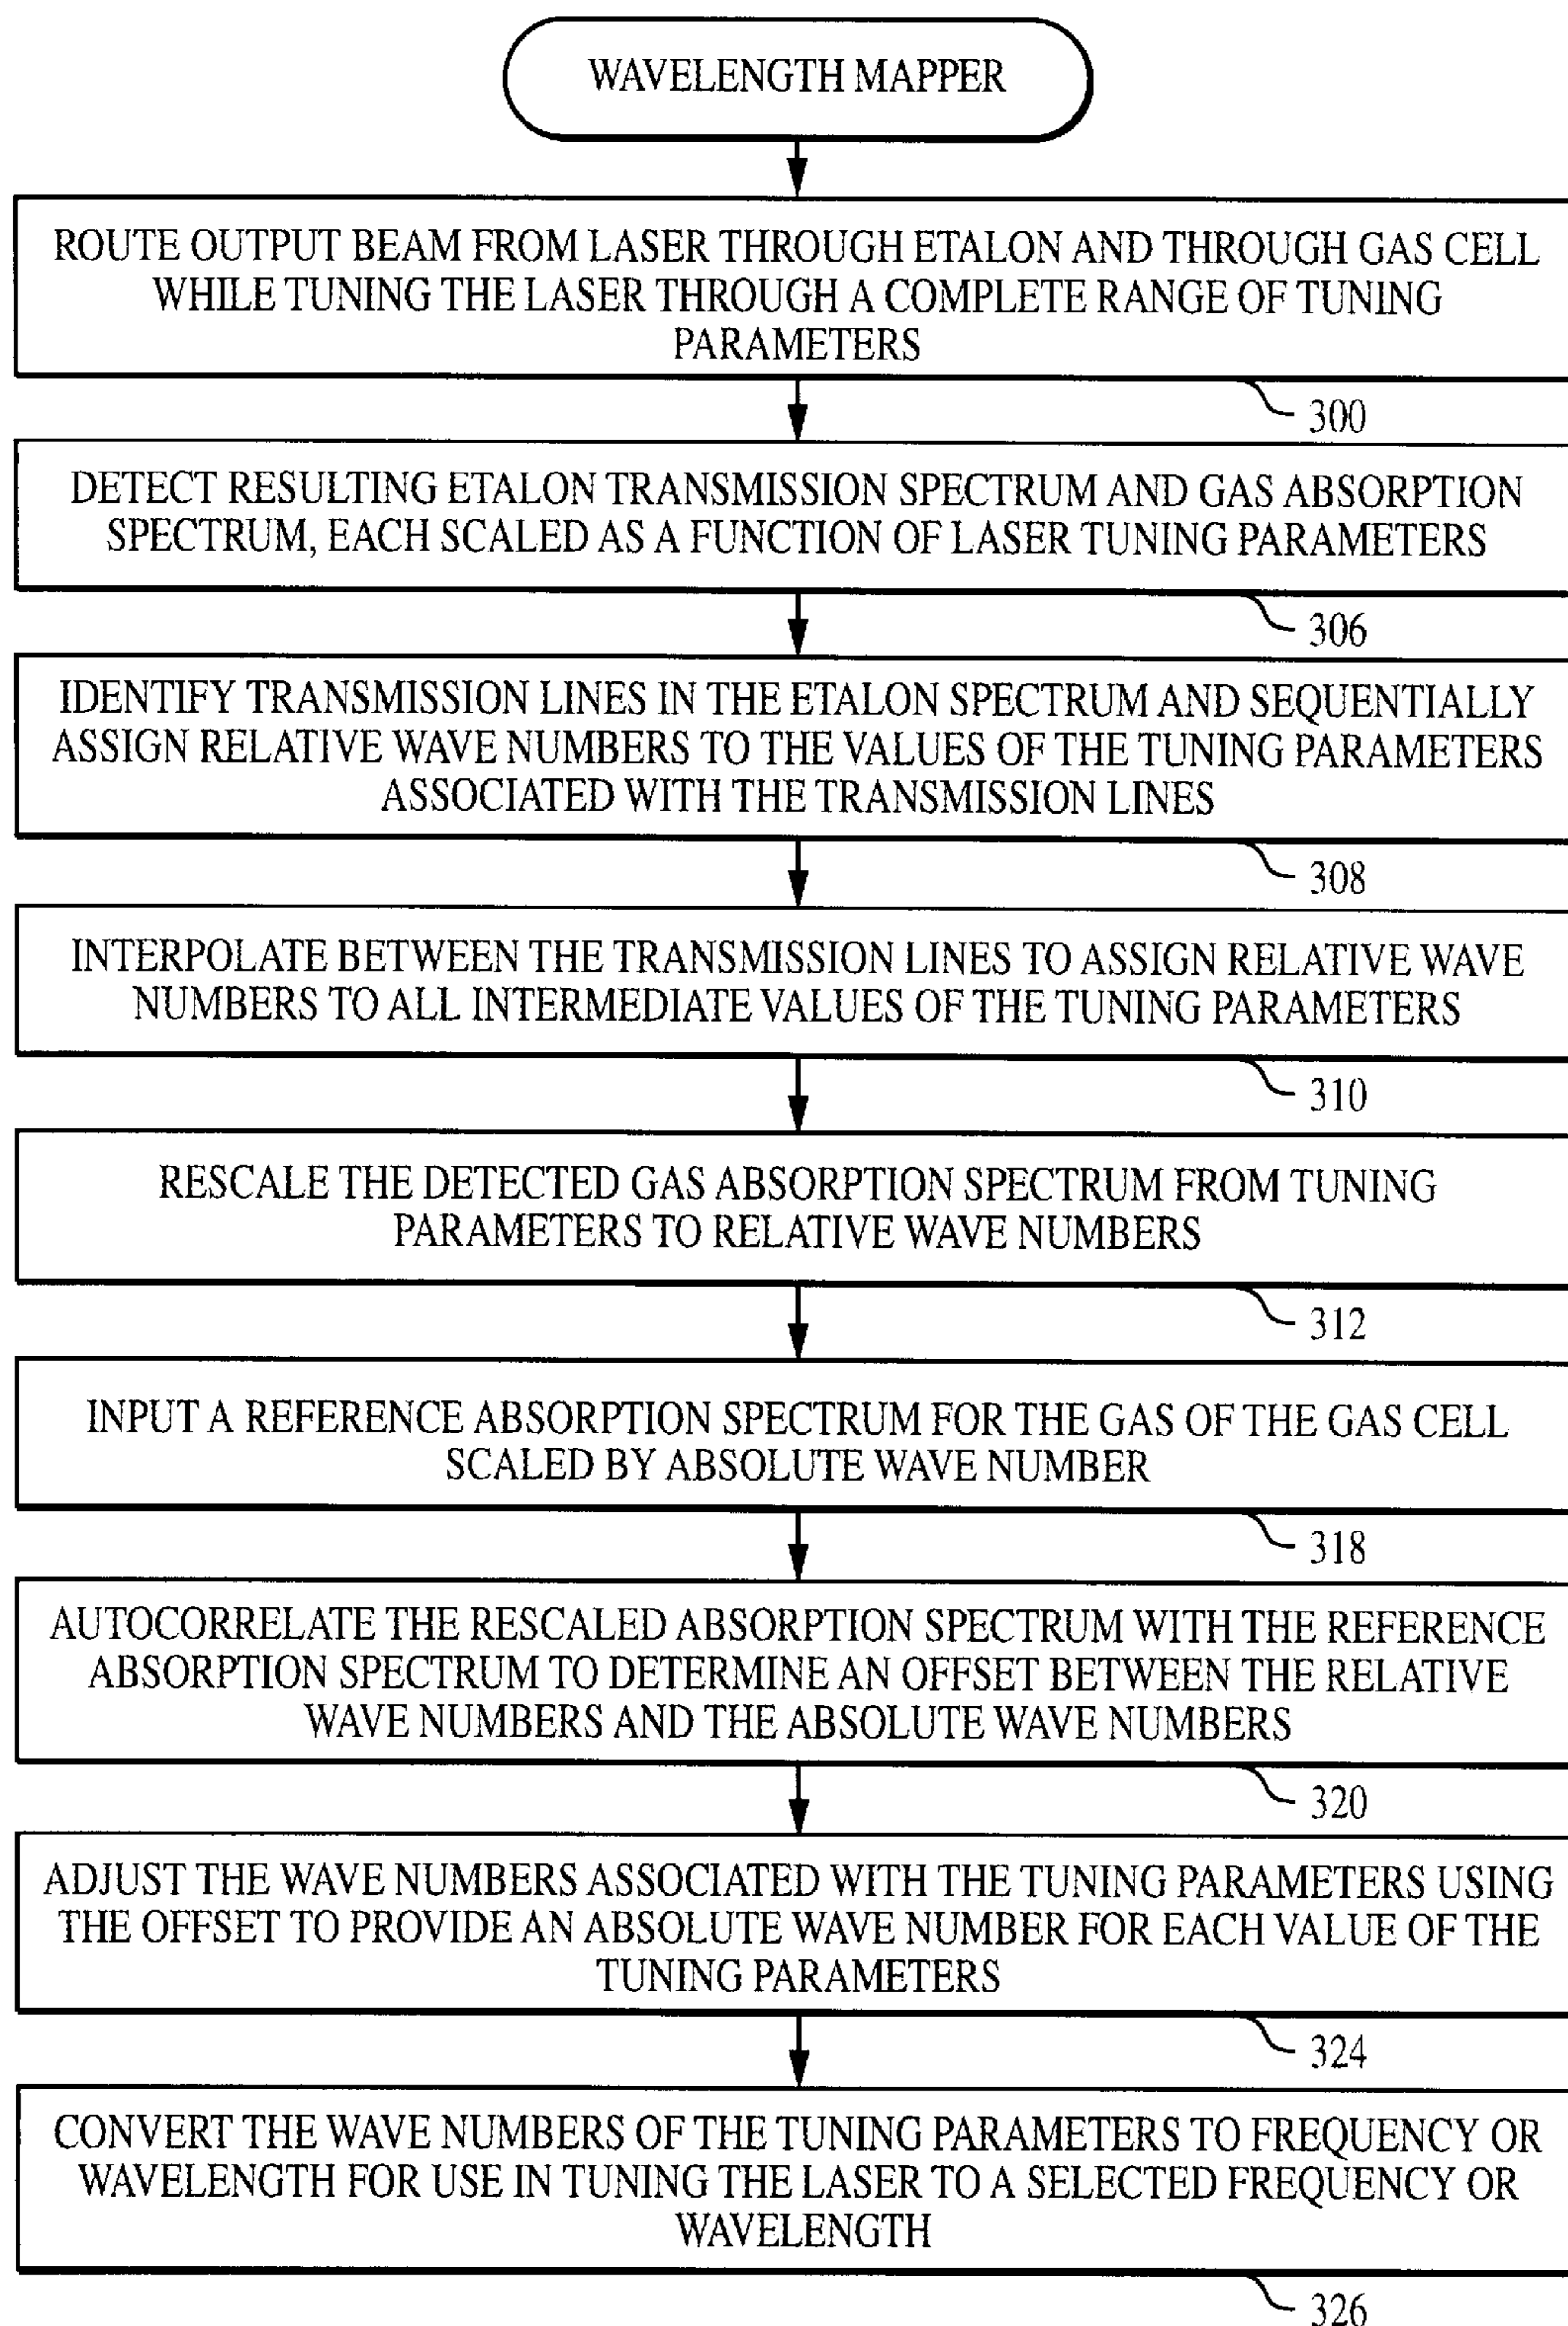 WAVELENGTH MAPPER
ROUTE OUTPUT BEAM FROM LASER THROUGH ETALON AND THROUGH GAS CELL
WHILE TUNING THE LASER THROUGH A COMPLETE RANGE OF TUNING
PARAMETERS
300
DETECT RESULTING ETALON TRANSMISSION SPECTRUM AND GAS ABSORPTION
SPECTRUM, EACH SCALED AS A FUNCTION OF LASER TUNING PARAMETERS
306
IDENTIFY TRANSMISSION LINES IN THE ETALON SPECTRUM AND SEQUENTIALLY
ASSIGN RELATIVE WAVE NUMBERS TO THE VALUES OF THE TUNING PARAMETERS
ASSOCIATED WITH THE TRANSMISSION LINES
308
INTERPOLATE BETWEEN THE TRANSMISSION LINES TO ASSIGN RELATIVE WAVE
NUMBERS TO ALL INTERMEDIATE VALUES OF THE TUNING PARAMETERS
310
RESCALE THE DETECTED GAS ABSORPTION SPECTRUM FROM TUNING
PARAMETERS TO RELATIVE WAVE NUMBERS
312
INPUT A REFERENCE ABSORPTION SPECTRUM FOR THE GAS OF THE GAS CELL
SCALED BY ABSOLUTE WAVE NUMBER
318
AUTOCORRELATE THE RESCALED ABSORPTION SPECTRUM WITH THE REFERENCE
ABSORPTION SPECTRUM TO DETERMINE AN OFFSET BETWEEN THE RELATIVE
WAVE NUMBERS AND THE ABSOLUTE WAVE NUMBERS
320
ADJUST THE WAVE NUMBERS ASSOCIATED WITH THE TUNING PARAMETERS USING
THE OFFSET TO PROVIDE AN ABSOLUTE WAVE NUMBER FOR EACH VALUE OF THE
TUNING PARAMETERS
324
CONVERT THE WAVE NUMBERS OF THE TUNING PARAMETERS TO FREQUENCY OR
WAVELENGTH FOR USE IN TUNING THE LASER TO A SELECTED FREQUENCY OR
WAVELENGTH
326